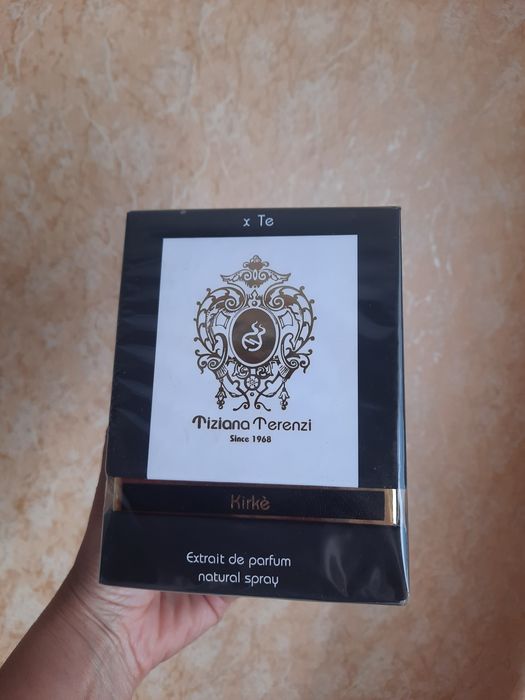 x Te
Tiziana Terenzi
Since 1968
Kirkè
Extrait de parfum
natural spray